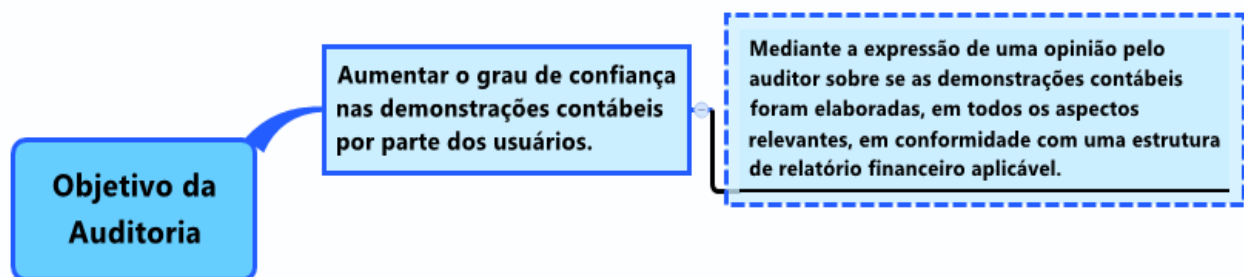 Objetivo da
Auditoria
Aumentar o grau de confiança
nas demonstrações contábeis
por parte dos usuários.
Mediante a expressão de uma opinião pelo
auditor sobre se as demonstrações contábeis
foram elaboradas, em todos os aspectos
relevantes, em conformidade com uma estrutura
de relatório financeiro aplicável.